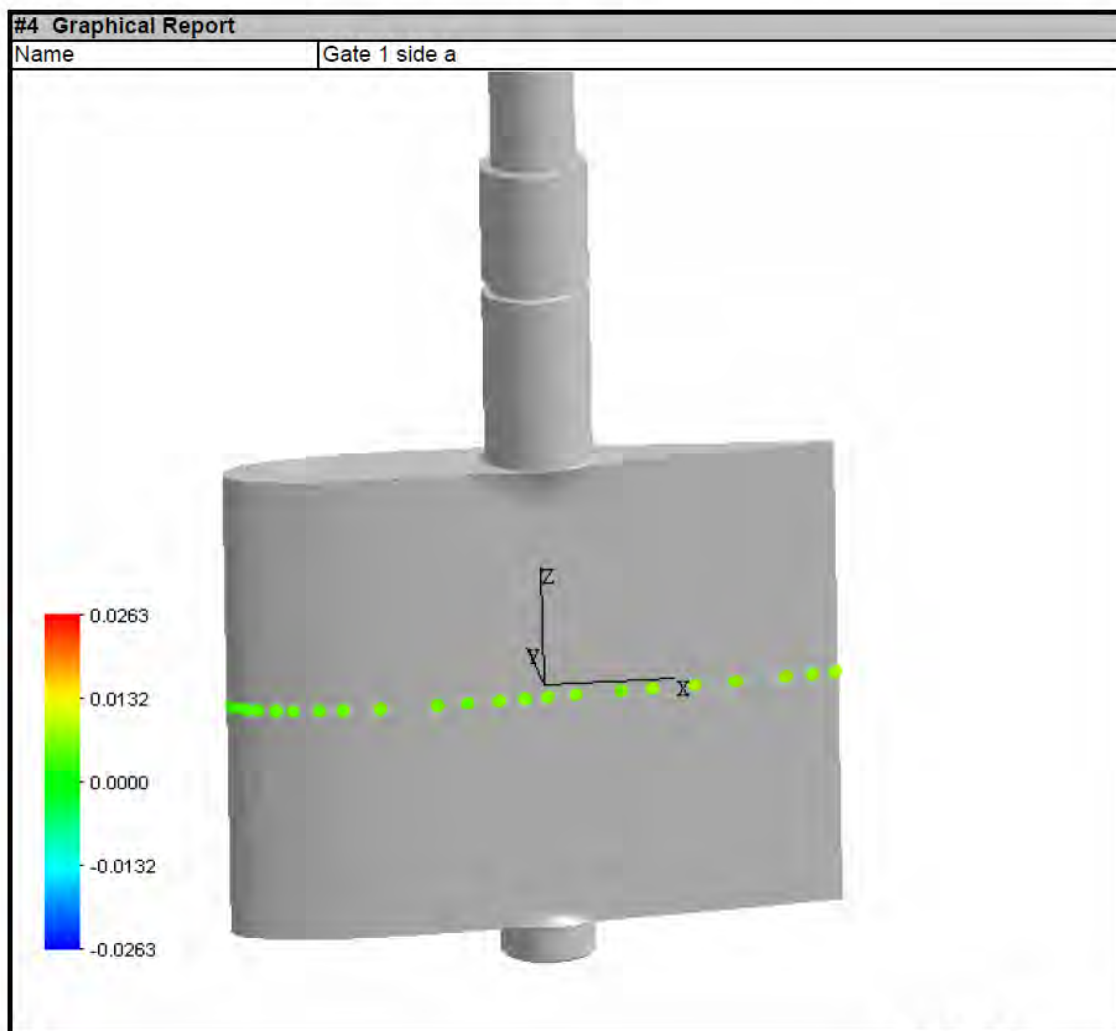 #4 Graphical Report
Name Gate 1 side a
Z
Y
X
0.0263
0.0132
0.0000
-0.0132
-0.0263